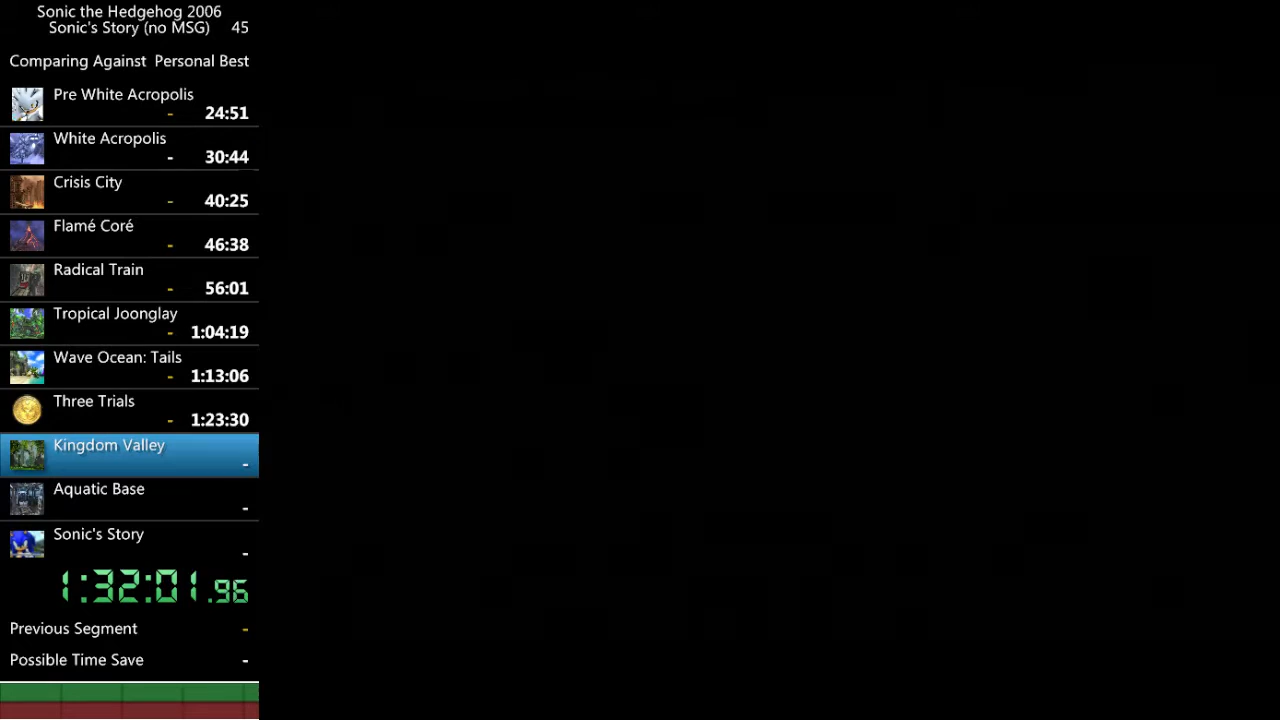 Sonic the Hedgehog 2006
Sonic's Story (no MSG) 45
Comparing Against Personal Best
Pre White Acropolis
- 24:51
White Acropolis
- 30:44
Crisis City
- 40:25
Flamé Coré
- 46:38
Radical Train
- 56:01
Tropical Joonglay
- 1:04:19
Wave Ocean: Tails
- 1:13:06
Three Trials
- 1:23:30
Kingdom Valley
-
Aquatic Base
-
Sonic's Story
-
1:32:01.96
Previous Segment -
Possible Time Save -